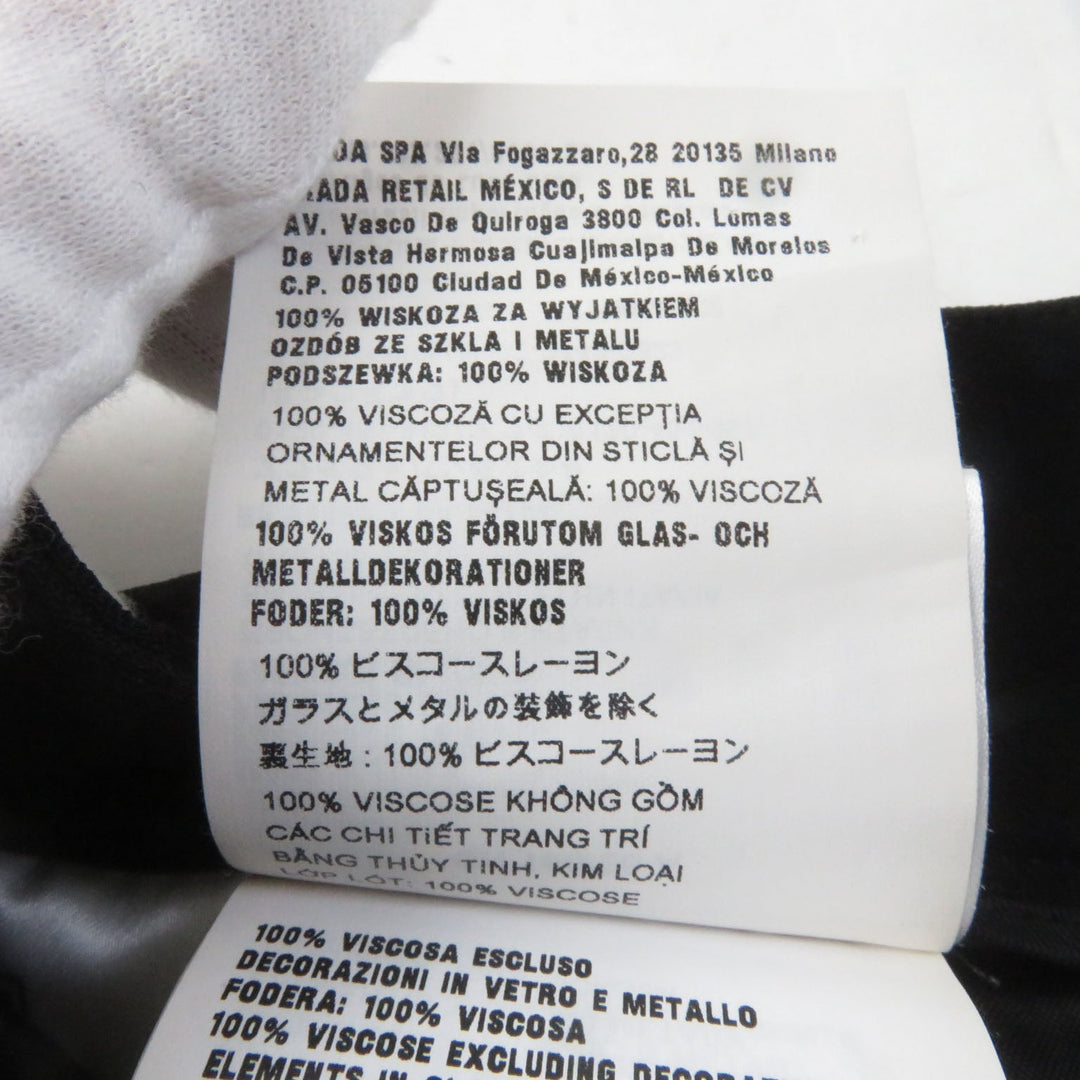 SPA Via Fogazzaro,28 20135 Milano
RETAIL MÉXICO, S DE RL DE CV
AV. Vasco De Quiroga 3800 Col. Lomas
De Vista Hermosa Cuajimalpa De Morelos
C.P. 05100 Ciudad De México-México
100% WISKOZA ZA WYJATKIEM
OZDÓB ZE SZKLA I METALU
PODSZEWKA: 100% WISKOZA
100% VISCOZĂ CU EXCEPȚIA
ORNAMENTELOR DIN STICLĂ ȘI
METAL CĂPTUȘEALĂ: 100% VISCOZĂ
100% VISKOS FÖRUTOM GLAS- OCH
METALLDEKORATIONER
FODER: 100% VISKOS
100% ビスコースレーヨン
ガラスとメタルの装飾を除く
裏生地：100% ビスコースレーヨン
100% VISCOSE KHÔNG GỒM
CÁC CHI TIẾT TRANG TRÍ
BẰNG THỦY TINH, KIM LOẠI
LỚP LÓT: 100% VISCOSE
100% VISCOSA ESCLUSO
DECORAZIONI IN VETRO E METALLO
FODERA: 100% VISCOSA
100% VISCOSE EXCLUDING
ELEMENTS IN